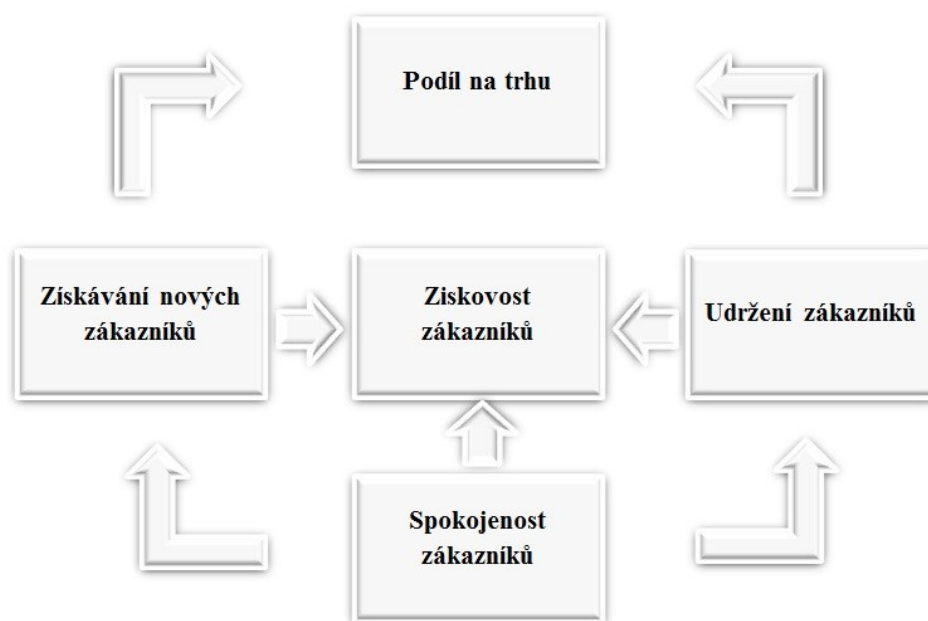 Podíl na trhu
Získávání nových
zákazníků
Ziskovost
zákazníků
Udržení zákazníků
Spokojenost
zákazníků